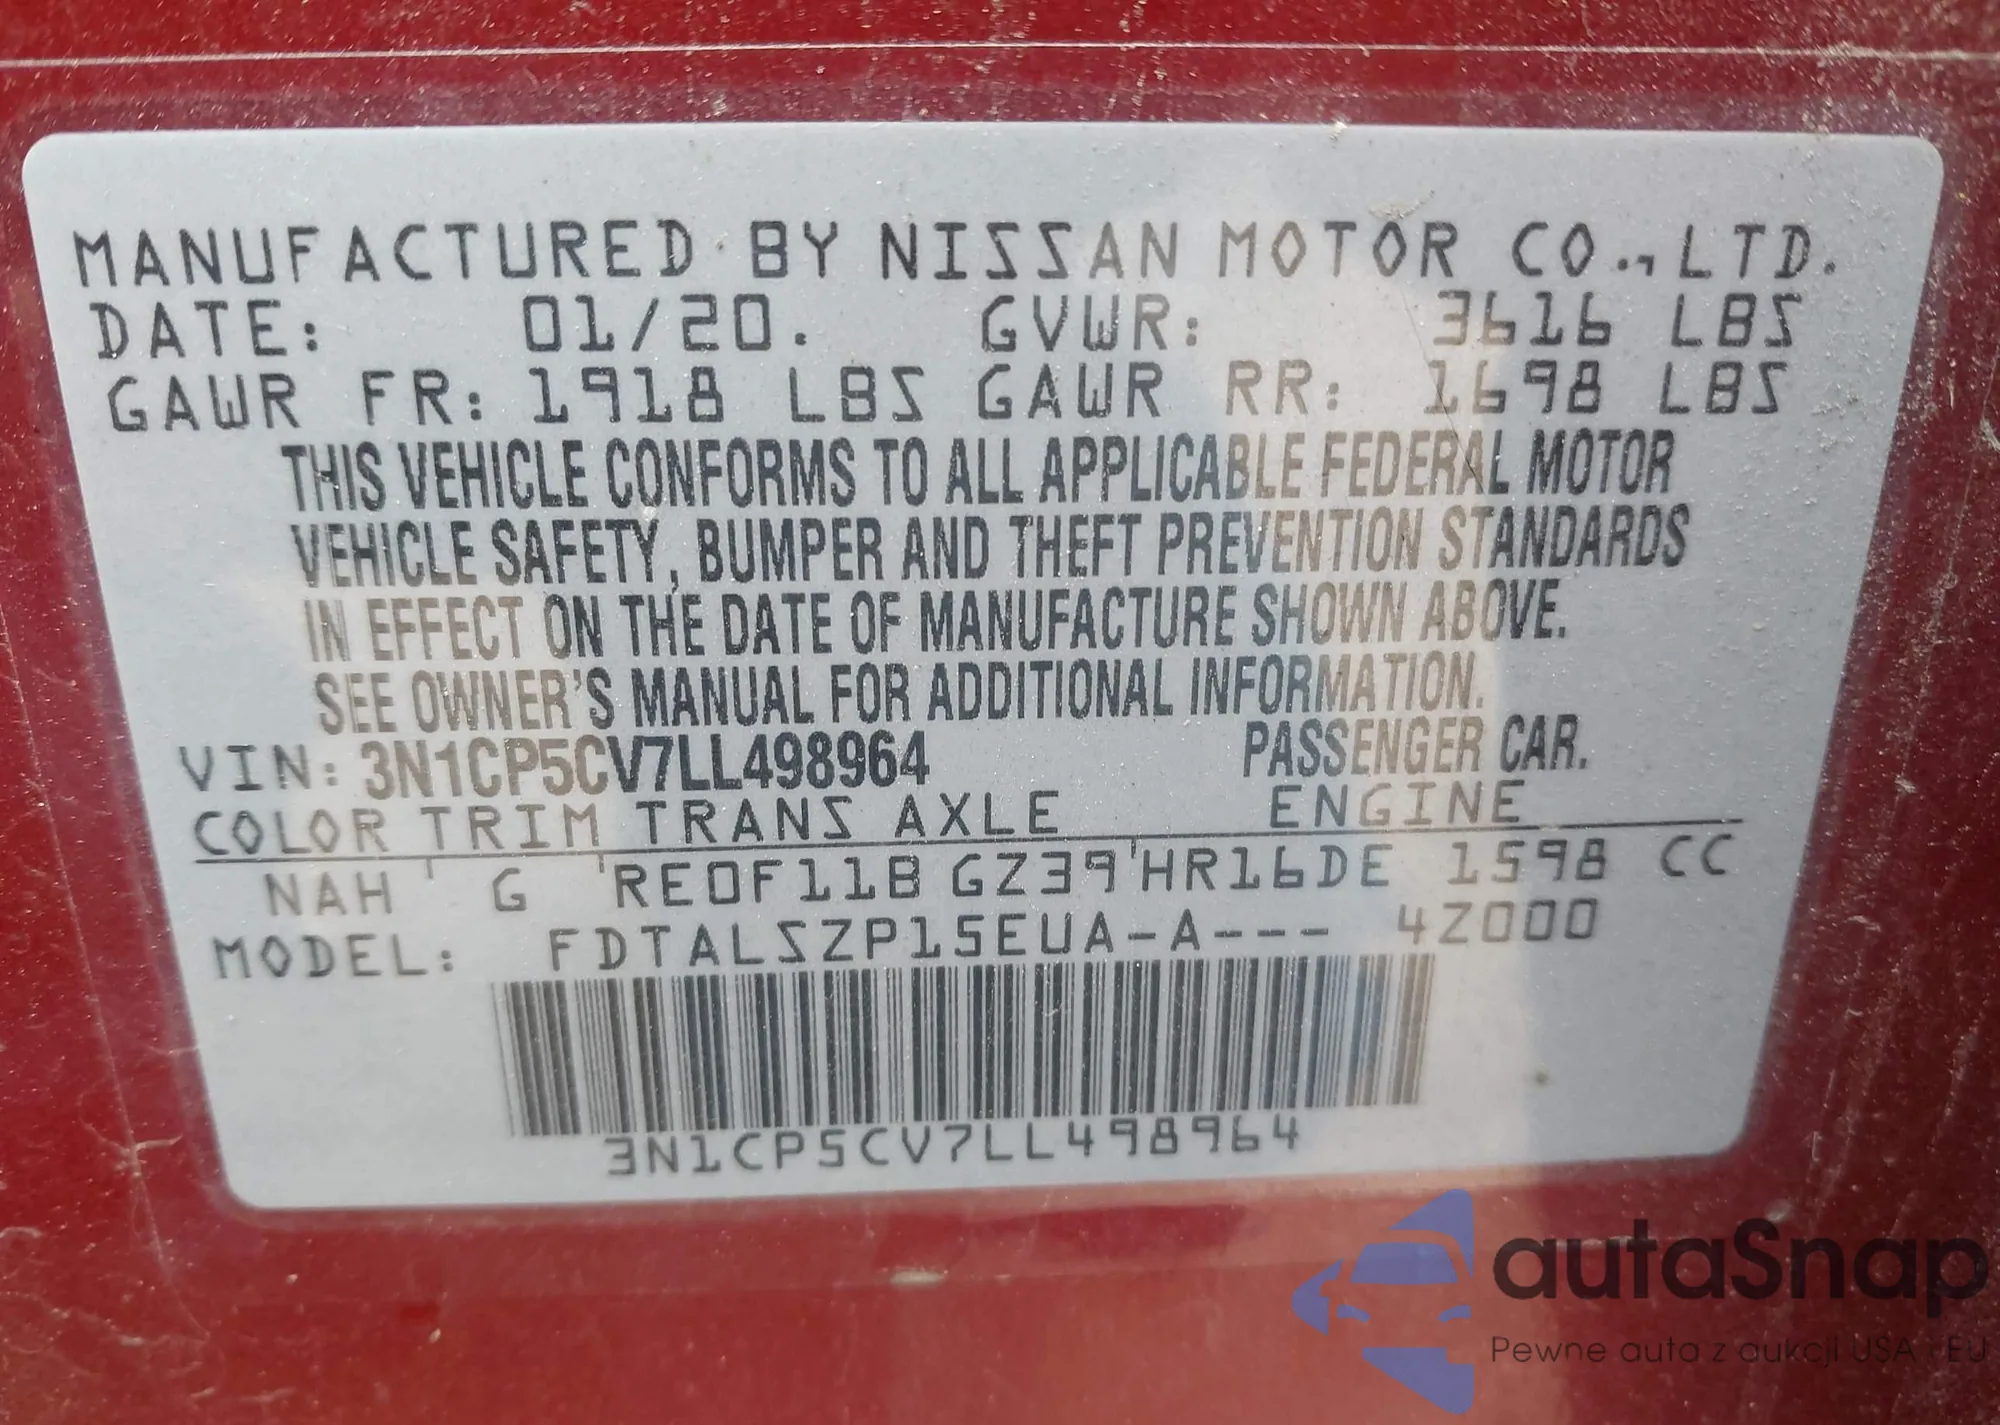 MANUFACTURED BY NISSAN MOTOR CO.,LTD.
DATE: 01/20. GVWR: 3616 LBS
GAWR FR: 1918 LBS GAWR RR: 1698 LBS
THIS VEHICLE CONFORMS TO ALL APPLICABLE FEDERAL MOTOR
VEHICLE SAFETY, BUMPER AND THEFT PREVENTION STANDARDS
IN EFFECT ON THE DATE OF MANUFACTURE SHOWN ABOVE.
SEE OWNER'S MANUAL FOR ADDITIONAL INFORMATION.
VIN: 3N1CP5CV7LL498964 PASSENGER CAR.
COLOR TRIM TRANS AXLE ENGINE
NAH G RE0F11B GZ39 HR16DE 1598 CC
MODEL: FDTALSZP15EUA-A--- 4Z000
3N1CP5CV7LL498964
autaSnap
Pewne auta z aukcji USA i EU